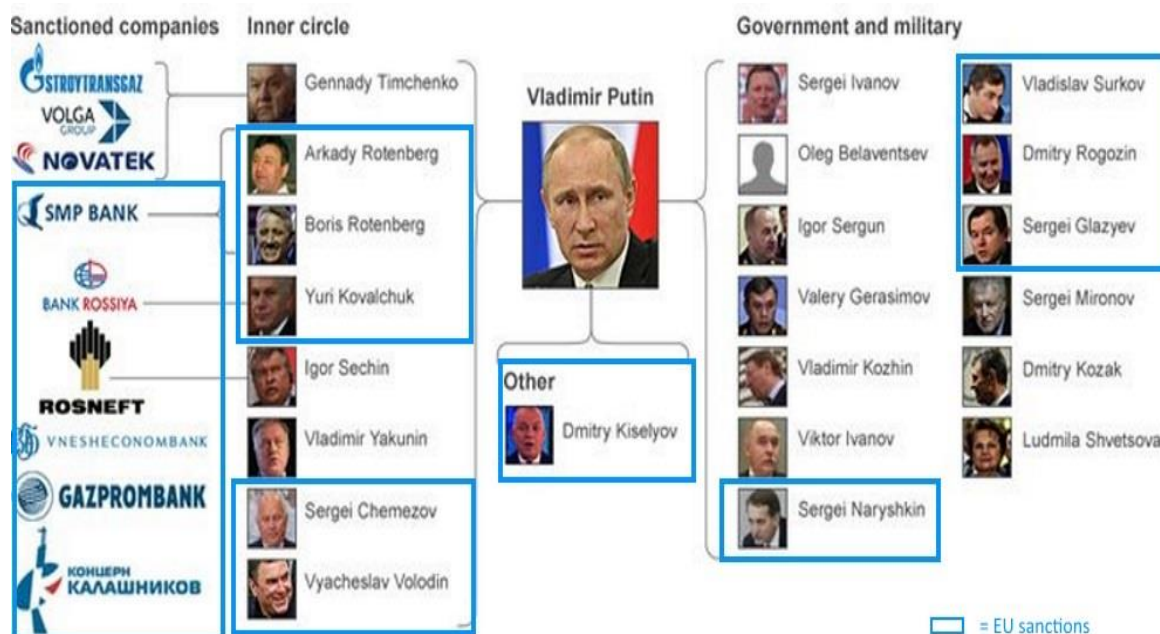 Sanctioned companies
STROYTRANSGAZ
VOLGA
GROUP
NOVATEK
SMP BANK
BANK ROSSIYA
ROSNEFT
VNESHECONOMBANK
GAZPROMBANK
КОНЦЕРН
КАЛАШНИКОВ
Inner circle
Gennady Timchenko
Arkady Rotenberg
Boris Rotenberg
Yuri Kovalchuk
Igor Sechin
Vladimir Yakunin
Sergei Chemezov
Vyacheslav Volodin
Vladimir Putin
Other
Dmitry Kiselyov
Government and military
Sergei Ivanov
Oleg Belaventsev
Igor Sergun
Valery Gerasimov
Vladimir Kozhin
Viktor Ivanov
Sergei Naryshkin
Vladislav Surkov
Dmitry Rogozin
Sergei Glazyev
Sergei Mironov
Dmitry Kozak
Ludmila Shvetsova
= EU sanctions